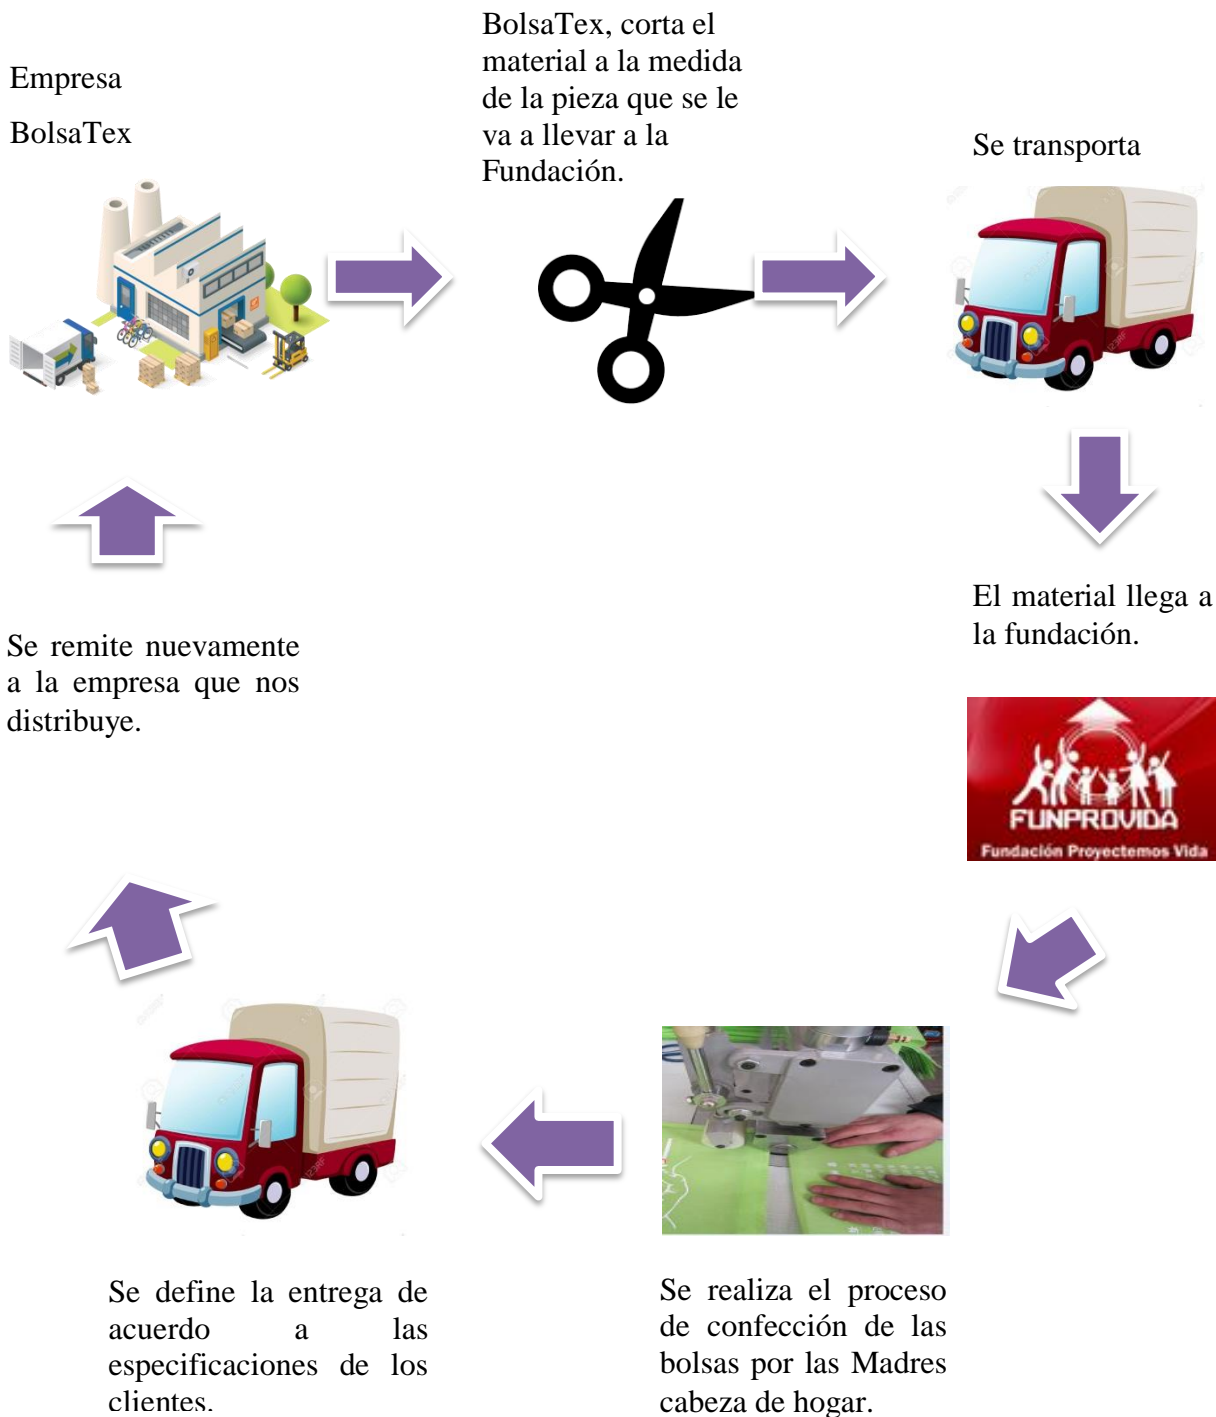 Empresa
BolsaTex
BolsaTex, corta el
material a la medida
de la pieza que se le
va a llevar a la
Fundación.
Se transporta
El material llega a
la fundación.
FUNPROVIDA
Fundación Proyectemos Vida
Se realiza el proceso
de confección de las
bolsas por las Madres
cabeza de hogar.
Se define la entrega de
acuerdo a las
especificaciones de los
clientes.
Se remite nuevamente
a la empresa que nos
distribuye.